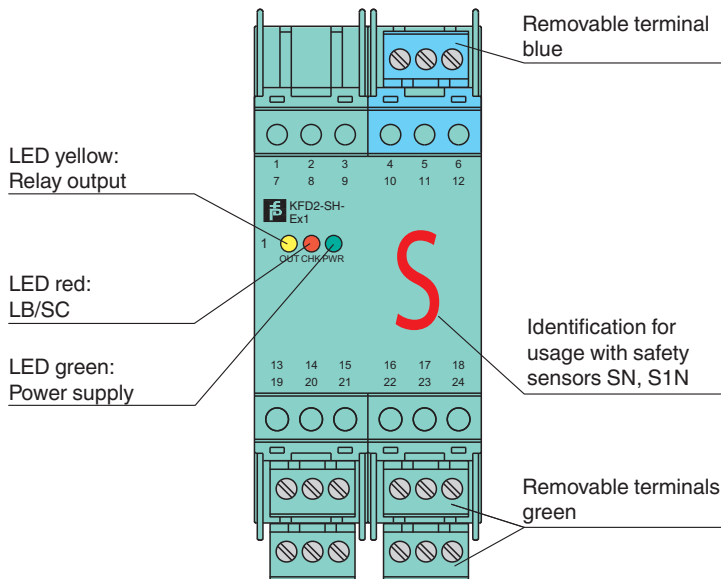 Removable terminal
blue
LED yellow:
Relay output
LED red:
LB/SC
LED green:
Power supply
1 2 3 4 5 6
7 8 9 10 11 12
KFD2-SH-
Ex1
1
OUT CHK PWR
S
Identification for
usage with safety
sensors SN, S1N
13 14 15 16 17 18
19 20 21 22 23 24
Removable terminals
green